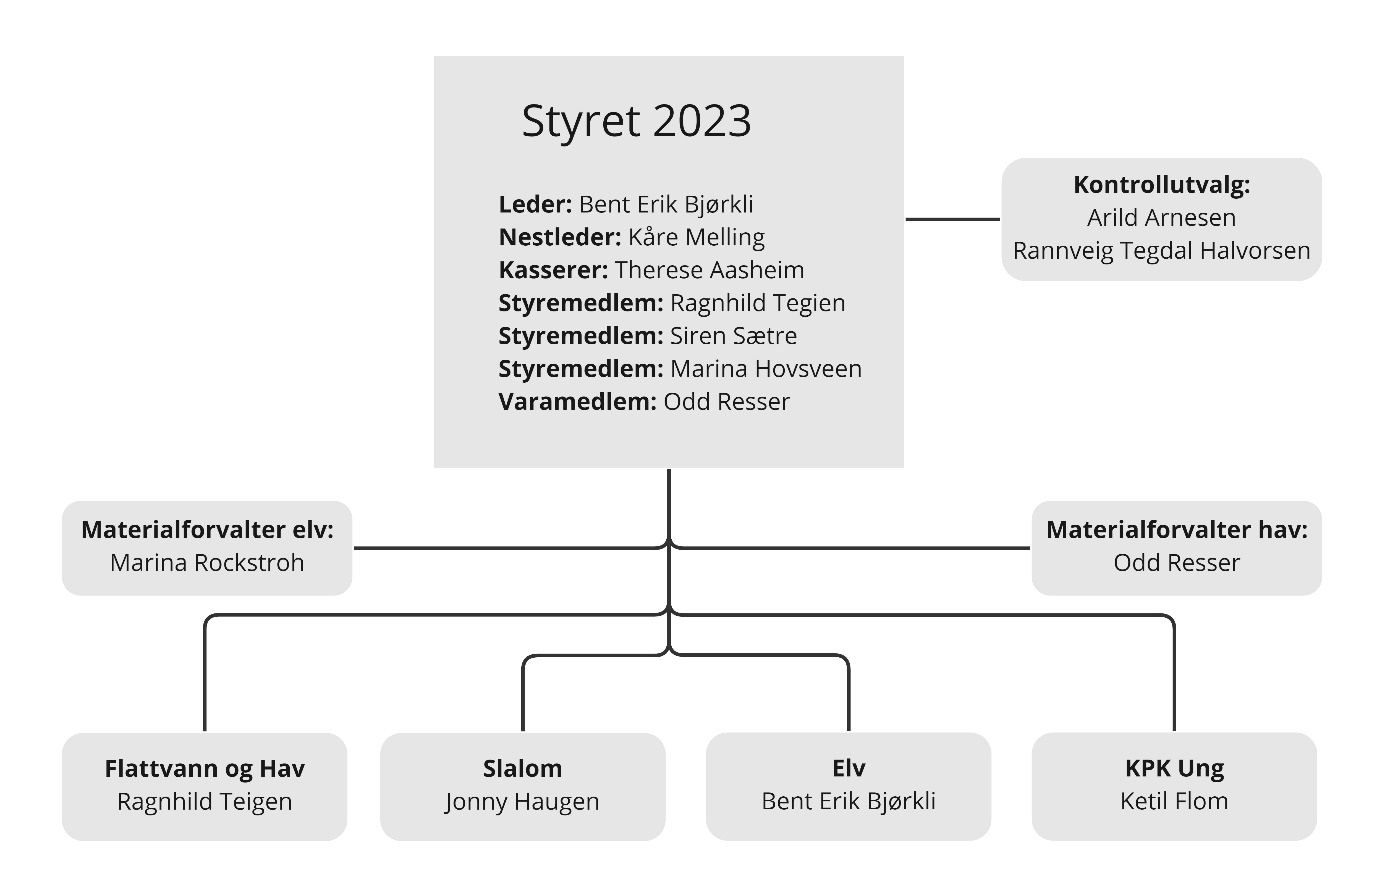 Styret 2023
Leder: Bent Erik Bjørkli
Nestleder: Kåre Melling
Kasserer: Therese Aasheim
Styremedlem: Ragnhild Tegien
Styremedlem: Siren Sætre
Styremedlem: Marina Hovsveen
Varamedlem: Odd Resser
Kontrollutvalg:
Arild Arnesen
Rannveig Tegdal Halvorsen
Materialforvalter elv:
Marina Rockstroh
Materialforvalter hav:
Odd Resser
Flattvann og Hav
Ragnhild Teigen
Slalom
Jonny Haugen
Elv
Bent Erik Bjørkli
KPK Ung
Ketil Flom